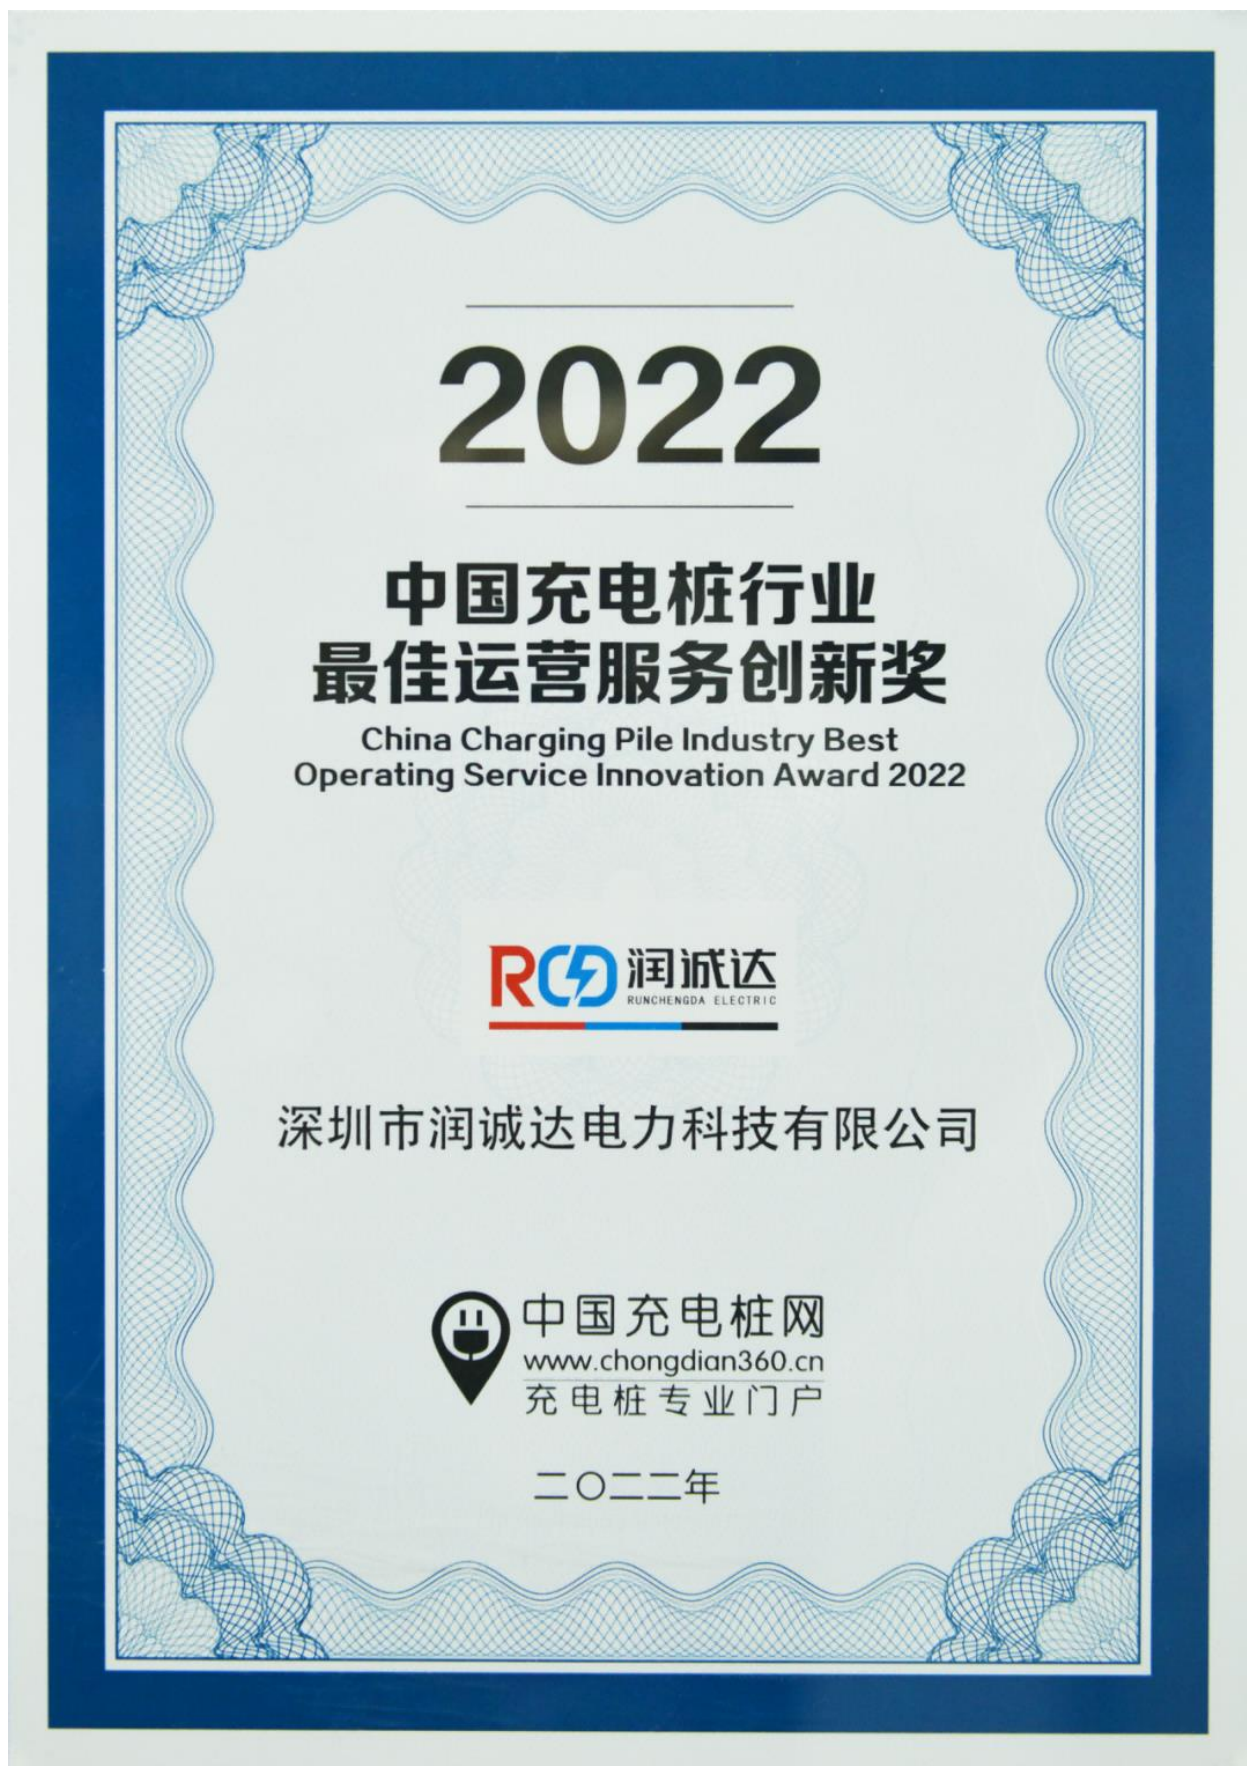 2022
中国充电桩行业
最佳运营服务创新奖
China Charging Pile Industry Best
Operating Service Innovation Award 2022
RCD 润诚达
RUNCHENGDA ELECTRIC
深圳市润诚达电力科技有限公司
中国充电桩网
www.chongdian360.cn
充电桩专业门户
二〇二二年